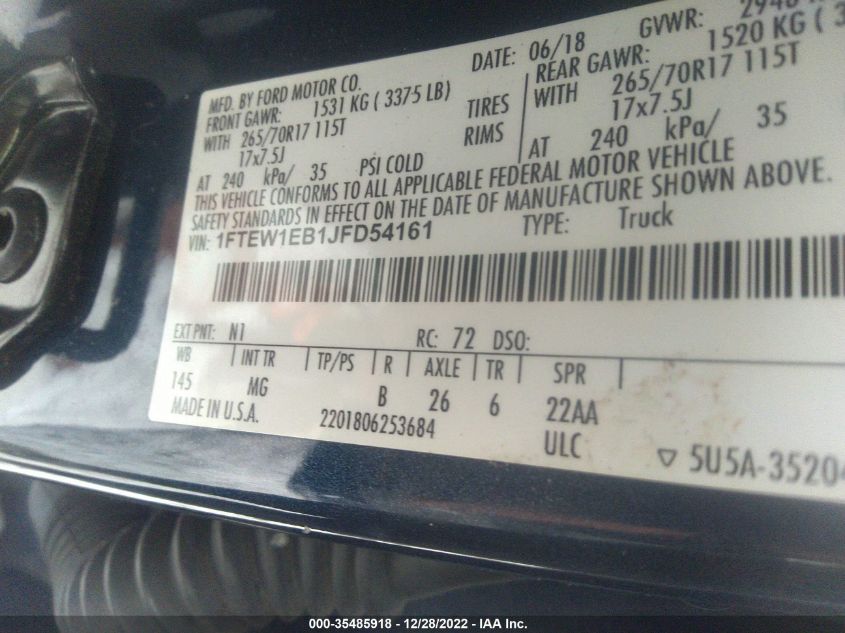 MFD. BY FORD MOTOR CO. DATE: 06/18 GVWR:
FRONT GAWR: 1531 KG ( 3375 LB) REAR GAWR: 1520 KG (
WITH 265/70R17 115T TIRES WITH 265/70R17 115T
17x7.5J RIMS 17x7.5J
AT 240 kPa/ 35 PSI COLD AT 240 kPa/ 35
THIS VEHICLE CONFORMS TO ALL APPLICABLE FEDERAL MOTOR VEHICLE
SAFETY STANDARDS IN EFFECT ON THE DATE OF MANUFACTURE SHOWN ABOVE.
VIN: 1FTEW1EB1JFD54161 TYPE: Truck
EXT PNT: N1 RC: 72 DSO:
WB INT TR TP/PS R AXLE TR SPR
145 MG B 26 6 22AA
MADE IN U.S.A. 2201806253684 ULC
5U5A-35204
000-35485918 - 12/28/2022 - IAA Inc.